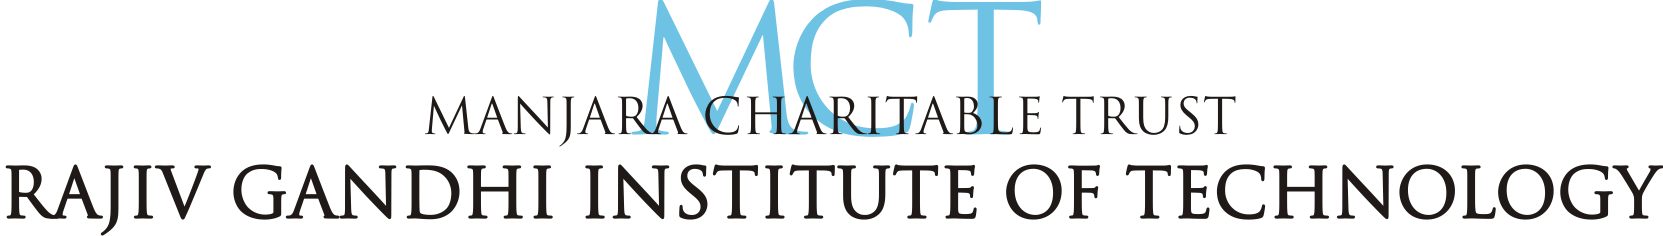 MCT
MANJARA CHARITABLE TRUST
RAJIV GANDHI INSTITUTE OF TECHNOLOGY